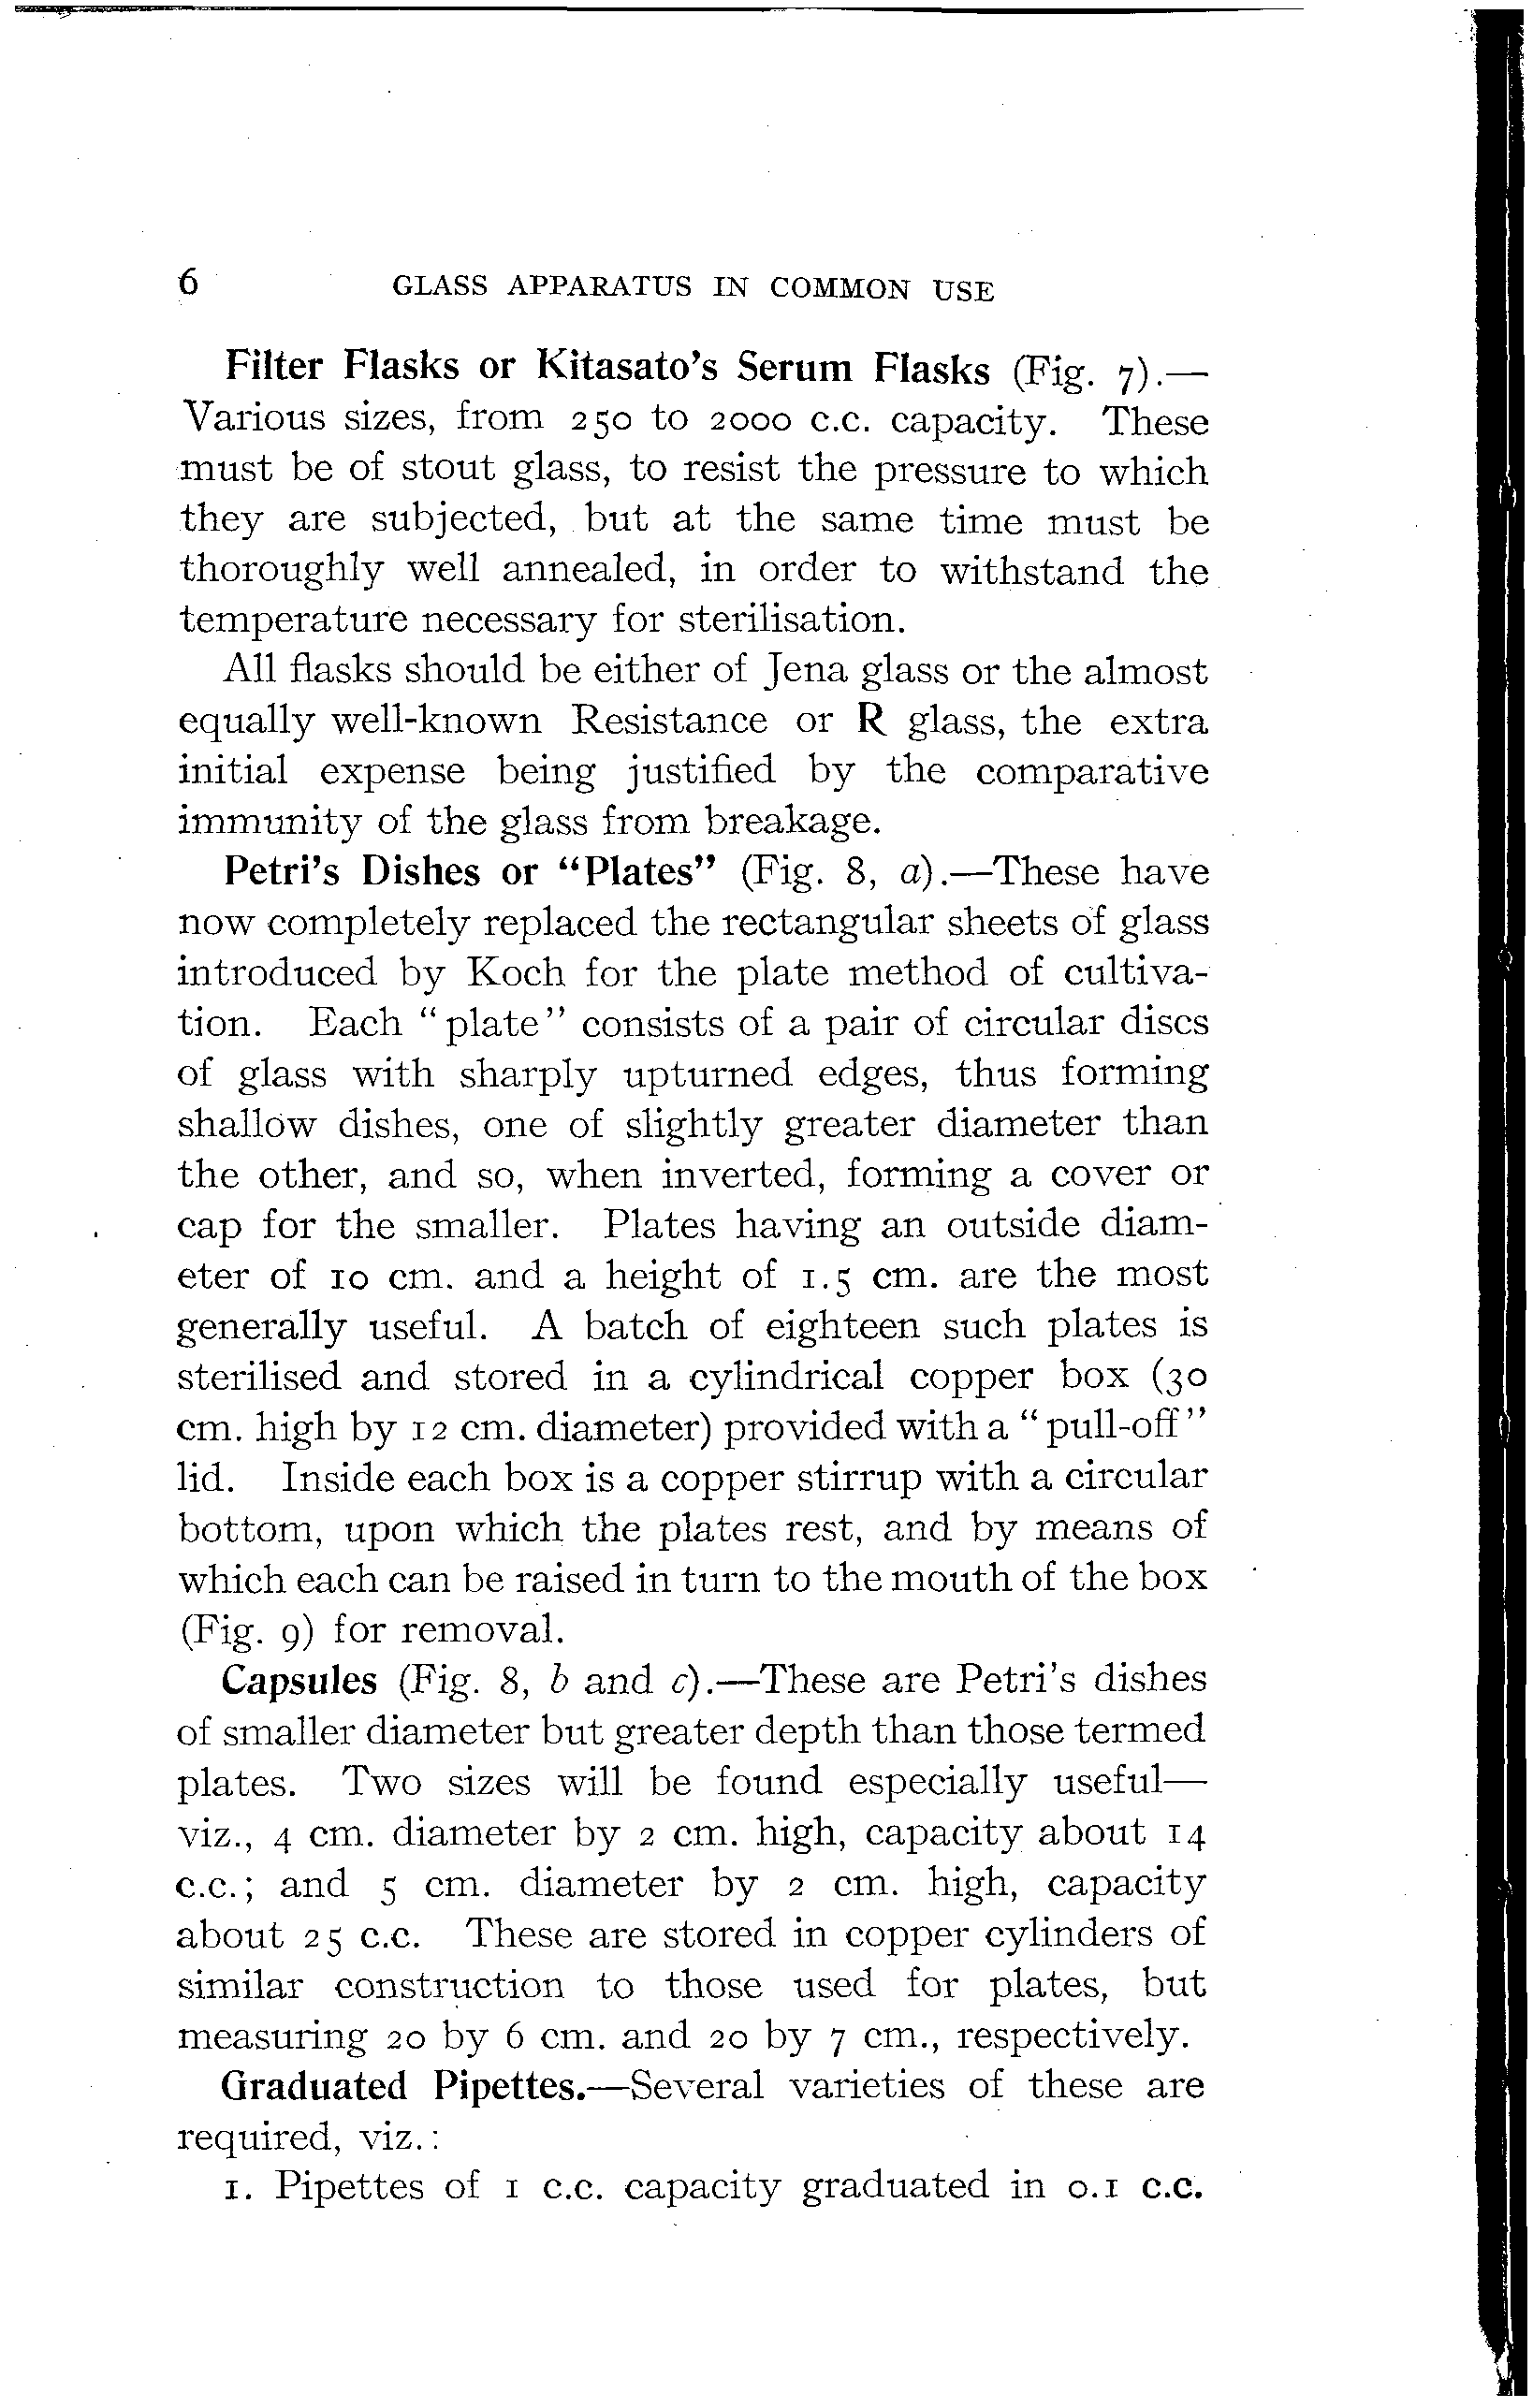 6 GLASS APPARATUS IN COMMON USE
Filter Flasks or Kitasato's Serum Flasks (Fig. 7).—
Various sizes, from 250 to 2000 c.c. capacity. These
must be of stout glass, to resist the pressure to which
they are subjected, but at the same time must be
thoroughly well annealed, in order to withstand the
temperature necessary for sterilisation.
All flasks should be either of Jena glass or the almost
equally well-known Resistance or R glass, the extra
initial expense being justified by the comparative
immunity of the glass from breakage.
Petri's Dishes or "Plates" (Fig. 8, a).—These have
now completely replaced the rectangular sheets of glass
introduced by Koch for the plate method of cultiva-
tion. Each "plate" consists of a pair of circular discs
of glass with sharply upturned edges, thus forming
shallow dishes, one of slightly greater diameter than
the other, and so, when inverted, forming a cover or
cap for the smaller. Plates having an outside diam-
eter of 10 cm. and a height of 1.5 cm. are the most
generally useful. A batch of eighteen such plates is
sterilised and stored in a cylindrical copper box (30
cm. high by 12 cm. diameter) provided with a "pull-off"
lid. Inside each box is a copper stirrup with a circular
bottom, upon which the plates rest, and by means of
which each can be raised in turn to the mouth of the box
(Fig. 9) for removal.
Capsules (Fig. 8, b and c).—These are Petri's dishes
of smaller diameter but greater depth than those termed
plates. Two sizes will be found especially useful—
viz., 4 cm. diameter by 2 cm. high, capacity about 14
c.c.; and 5 cm. diameter by 2 cm. high, capacity
about 25 c.c. These are stored in copper cylinders of
similar construction to those used for plates, but
measuring 20 by 6 cm. and 20 by 7 cm., respectively.
Graduated Pipettes.—Several varieties of these are
required, viz.:
1. Pipettes of 1 c.c. capacity graduated in 0.1 c.c.